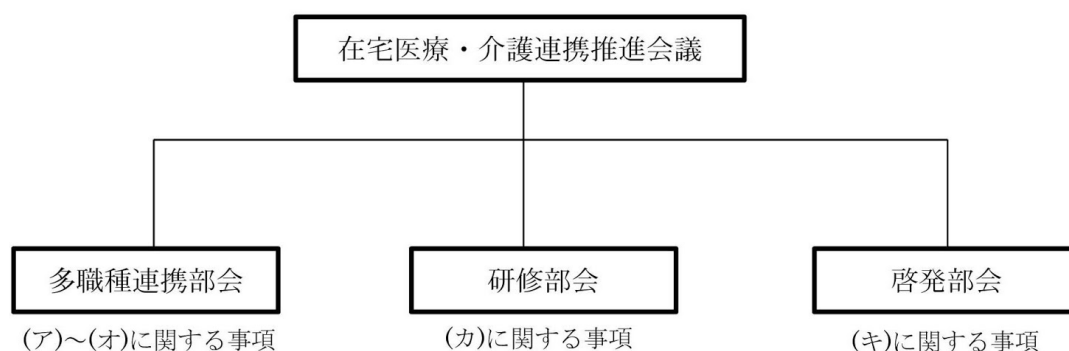 在宅医療・介護連携推進会議
多職種連携部会
研修部会
啓発部会
(ア)～(オ)に関する事項
(カ)に関する事項
(キ)に関する事項